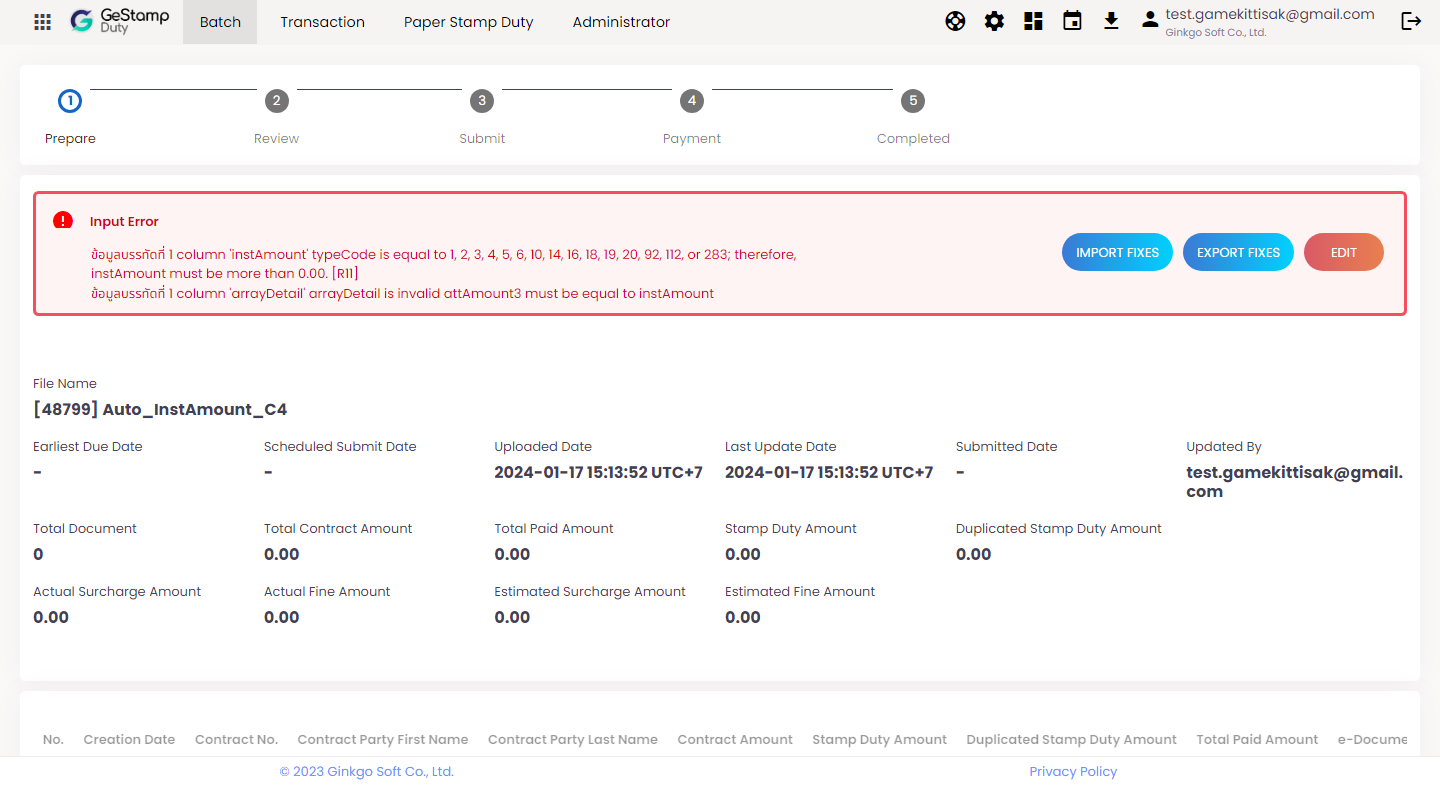 GeStamp
Duty
Batch
Transaction
Paper Stamp Duty
Administrator
test.gamekittisak@gmail.com
Ginkgo Soft Co., Ltd.
1
2
3
4
5
Prepare
Review
Submit
Payment
Completed
Input Error
ข้อมูลบรรทัดที่ 1 column 'instAmount' typeCode is equal to 1, 2, 3, 4, 5, 6, 10, 14, 16, 18, 19, 20, 92, 112, or 283; therefore,
instAmount must be more than 0.00. [R11]
ข้อมูลบรรทัดที่ 1 column 'arrayDetail' arrayDetail is invalid attAmount3 must be equal to instAmount
IMPORT FIXES
EXPORT FIXES
EDIT
File Name
[48799] Auto_InstAmount_C4
Earliest Due Date
Scheduled Submit Date
Uploaded Date
Last Update Date
Submitted Date
Updated By
-
-
2024-01-17 15:13:52 UTC+7
2024-01-17 15:13:52 UTC+7
-
test.gamekittisak@gmail.
com
Total Document
Total Contract Amount
Total Paid Amount
Stamp Duty Amount
Duplicated Stamp Duty Amount
0
0.00
0.00
0.00
0.00
Actual Surcharge Amount
Actual Fine Amount
Estimated Surcharge Amount
Estimated Fine Amount
0.00
0.00
0.00
0.00
No.
Creation Date
Contract No.
Contract Party First Name
Contract Party Last Name
Contract Amount
Stamp Duty Amount
Duplicated Stamp Duty Amount
Total Paid Amount
e-Docume
© 2023 Ginkgo Soft Co., Ltd.
Privacy Policy